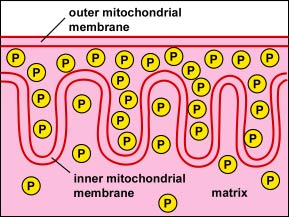 outer mitochondrial
membrane
P P P P P P P P P P P
P P P P P P
P P P P P
P P P P
P P P P P
P
P P
P
inner mitochondrial
membrane
matrix